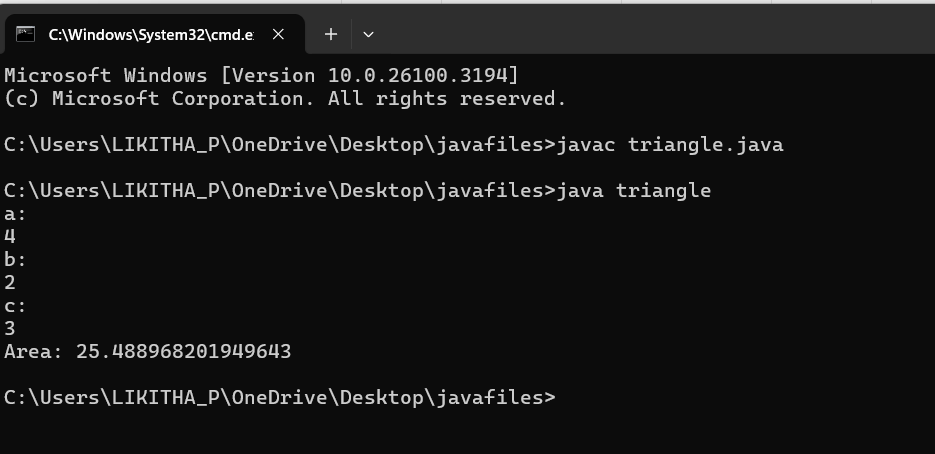 C:\Windows\System32\cmd.e
Microsoft Windows [Version 10.0.26100.3194]
(c) Microsoft Corporation. All rights reserved.
C:\Users\LIKITHA_P\OneDrive\Desktop\javafiles>javac triangle.java
C:\Users\LIKITHA_P\OneDrive\Desktop\javafiles>java triangle
a:
4
b:
2
c:
3
Area: 25.488968201949643
C:\Users\LIKITHA_P\OneDrive\Desktop\javafiles>